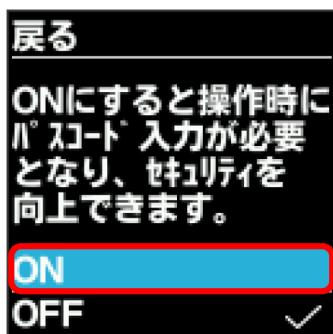 戻る
ONにすると操作時に
ﾊﾟｽｺｰﾄﾞ入力が必要
となり、ｾｷｭﾘﾃｨを
向上できます。
ON
OFF